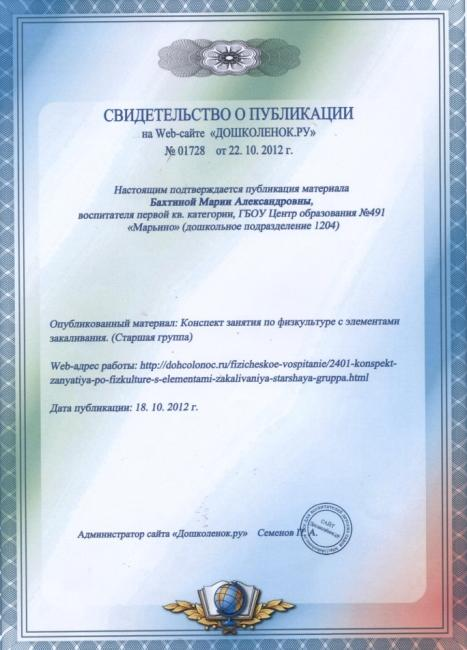 СВИДЕТЕЛЬСТВО О ПУБЛИКАЦИИ
на Web-сайте «ДОШКОЛЕНОК.РУ»
№ 01728 от 22. 10. 2012 г.
Настоящим подтверждается публикация материала
Бахтиной Марии Александровны,
воспитателя первой кв. категории, ГБОУ Центр образования №491
«Марьино» (дошкольное подразделение 1204)
Опубликованный материал: Конспект занятия по физкультуре с элементами
закаливания. (Старшая группа)
Web-адрес работы: http://dohcolonoc.ru/fizicheskoe-vospitanie/2401-konspekt-
zanyatiya-po-fizkulture-s-elementami-zakalivaniya-starshaya-gruppa.html
Дата публикации: 18. 10. 2012 г.
Администратор сайта «Дошколенок.ру» Семенов А.
САЙТ